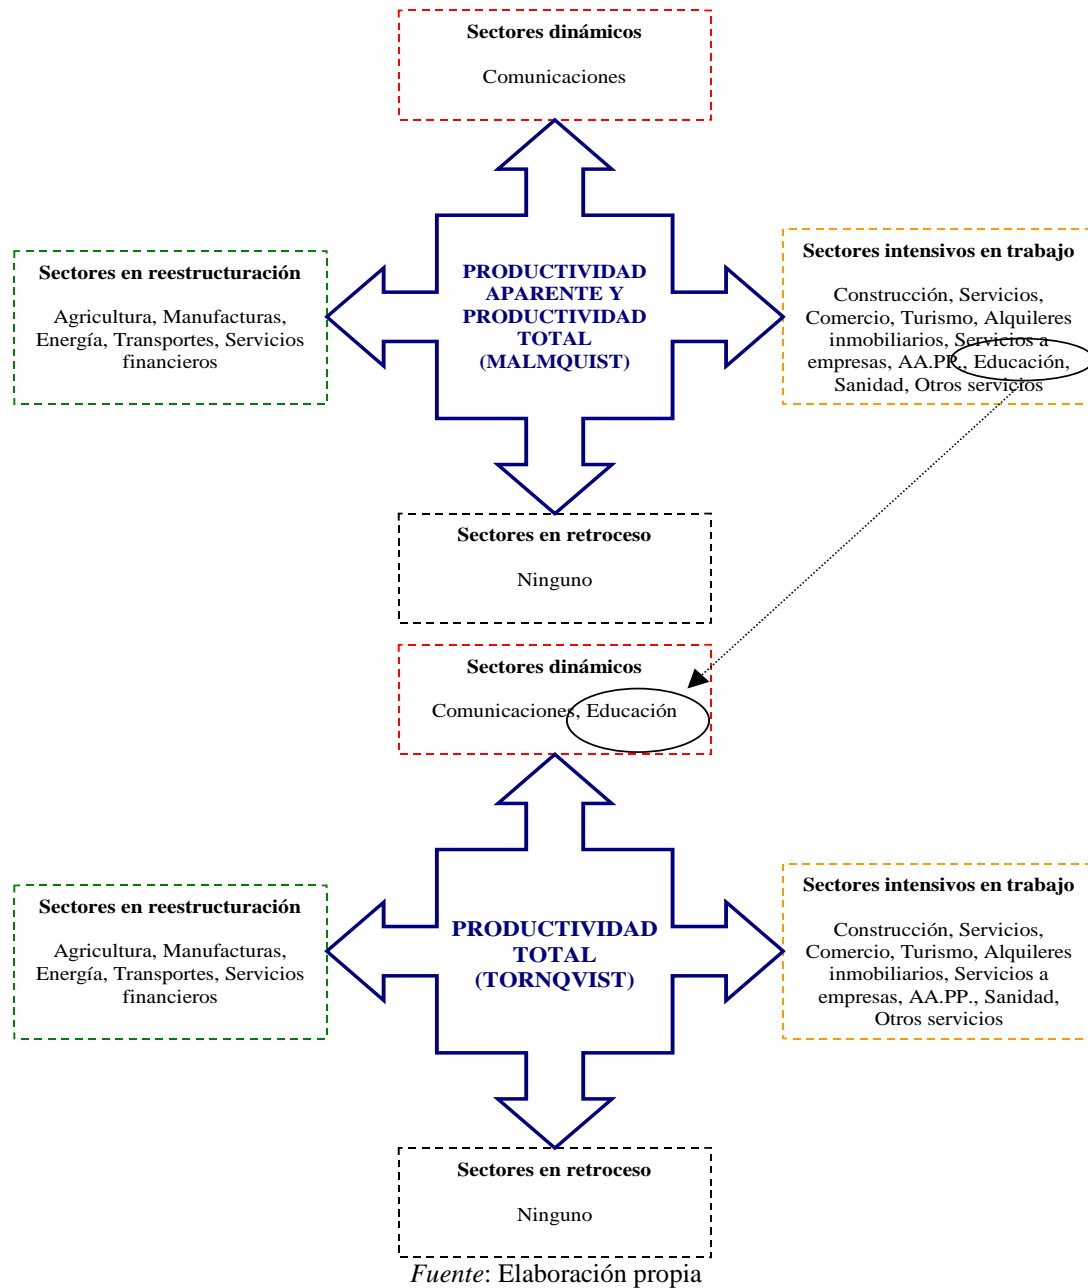 Sectores dinámicos
Comunicaciones
Sectores en reestructuración
Agricultura, Manufacturas,
Energía, Transportes, Servicios
financieros
PRODUCTIVIDAD
APARENTE Y
PRODUCTIVIDAD
TOTAL
(MALMQUIST)
Sectores intensivos en trabajo
Construcción, Servicios,
Comercio, Turismo, Alquileres
inmobiliarios, Servicios a
empresas, AA.PP., Educación,
Sanidad, Otros servicios
Sectores en retroceso
Ninguno
Sectores dinámicos
Comunicaciones, Educación
Sectores en reestructuración
Agricultura, Manufacturas,
Energía, Transportes, Servicios
financieros
PRODUCTIVIDAD
TOTAL
(TORNQVIST)
Sectores intensivos en trabajo
Construcción, Servicios,
Comercio, Turismo, Alquileres
inmobiliarios, Servicios a
empresas, AA.PP., Sanidad,
Otros servicios
Sectores en retroceso
Ninguno
Fuente: Elaboración propia